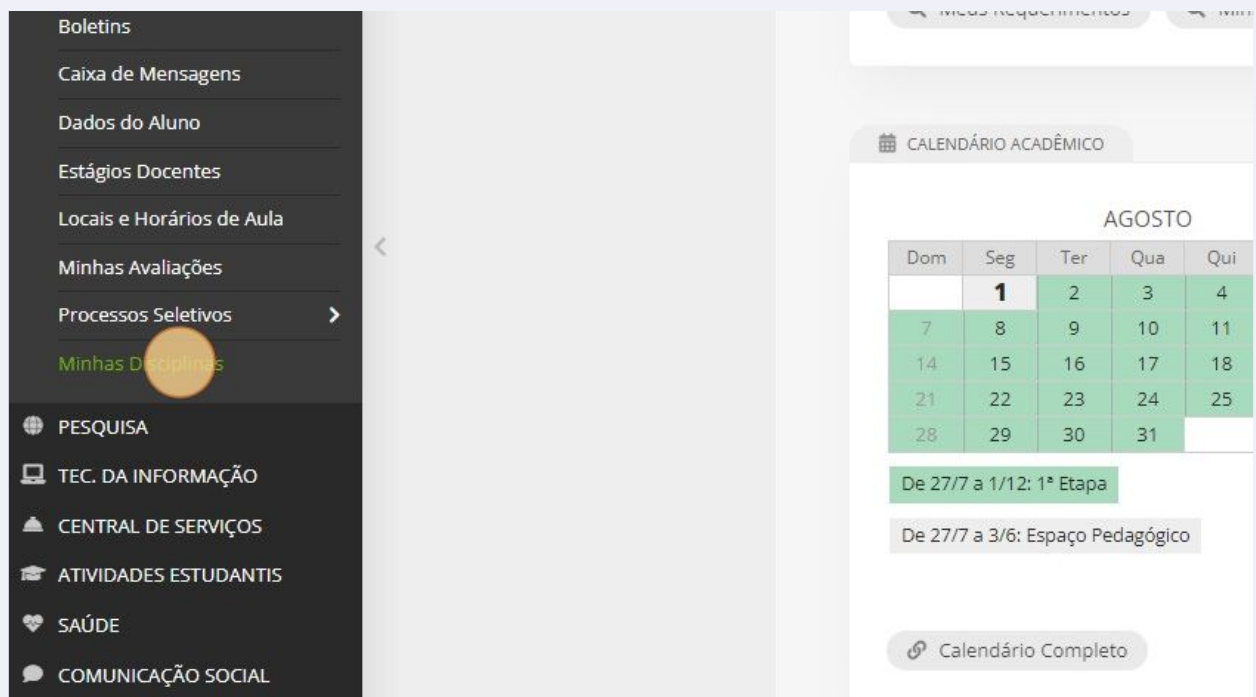 Boletins
Caixa de Mensagens
Dados do Aluno
Estágios Docentes
Locais e Horários de Aula
Minhas Avaliações
Processos Seletivos
Minhas Disciplinas
PESQUISA
TEC. DA INFORMAÇÃO
CENTRAL DE SERVIÇOS
ATIVIDADES ESTUDANTIS
SAÚDE
COMUNICAÇÃO SOCIAL
Meus Requerimentos
CALENDÁRIO ACADÊMICO
AGOSTO
Dom Seg Ter Qua Qui
1 2 3 4
7 8 9 10 11
14 15 16 17 18
21 22 23 24 25
28 29 30 31
De 27/7 a 1/12: 1ª Etapa
De 27/7 a 3/6: Espaço Pedagógico
Calendário Completo